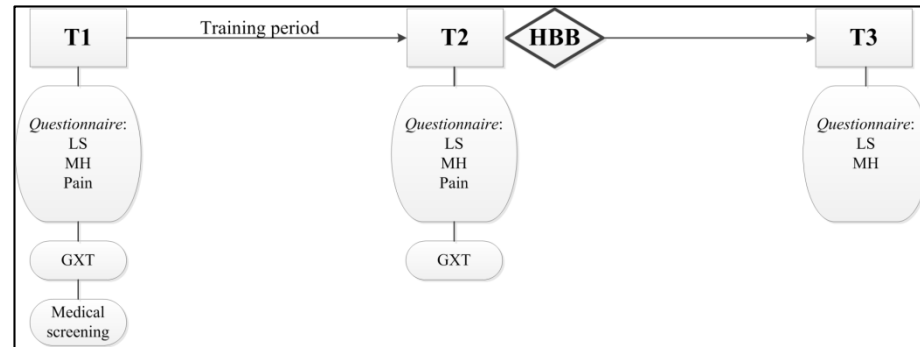 T1
Training period
T2
HBB
T3
Questionnaire:
LS
MH
Pain
Questionnaire:
LS
MH
Pain
Questionnaire:
LS
MH
GXT
GXT
Medical
screening